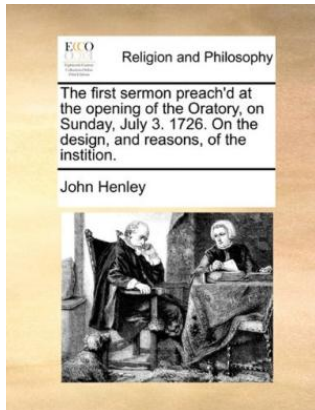 ECCO
Religion and Philosophy
The first sermon preach'd at
the opening of the Oratory, on
Sunday, July 3. 1726. On the
design, and reasons, of the
instition.
John Henley